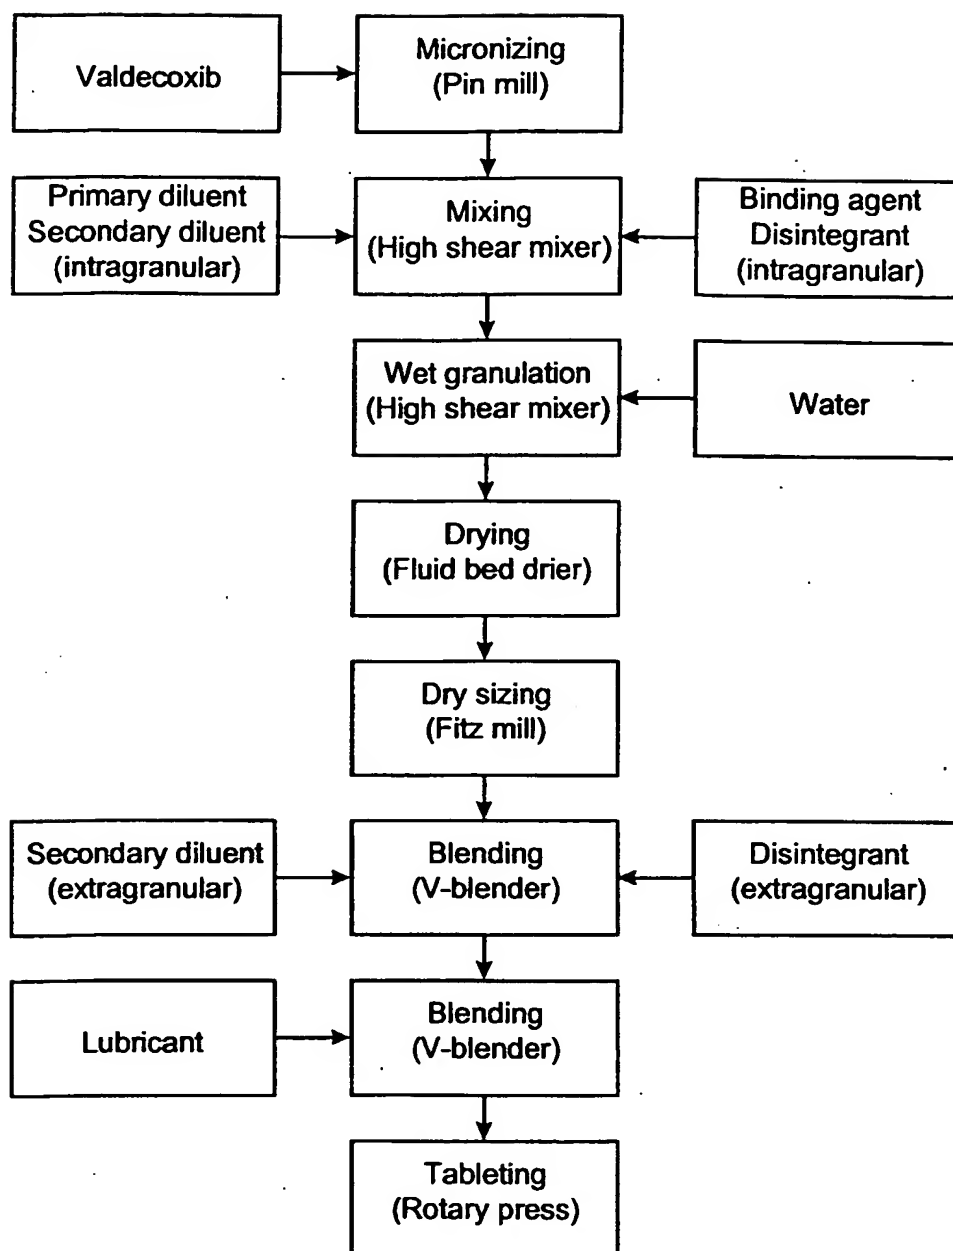 Valdecoxib
Micronizing
(Pin mill)
Primary diluent
Secondary diluent
(intragranular)
Mixing
(High shear mixer)
Binding agent
Disintegrant
(intragranular)
Wet granulation
(High shear mixer)
Water
Drying
(Fluid bed drier)
Dry sizing
(Fitz mill)
Secondary diluent
(extragranular)
Blending
(V-blender)
Disintegrant
(extragranular)
Lubricant
Blending
(V-blender)
Tableting
(Rotary press)